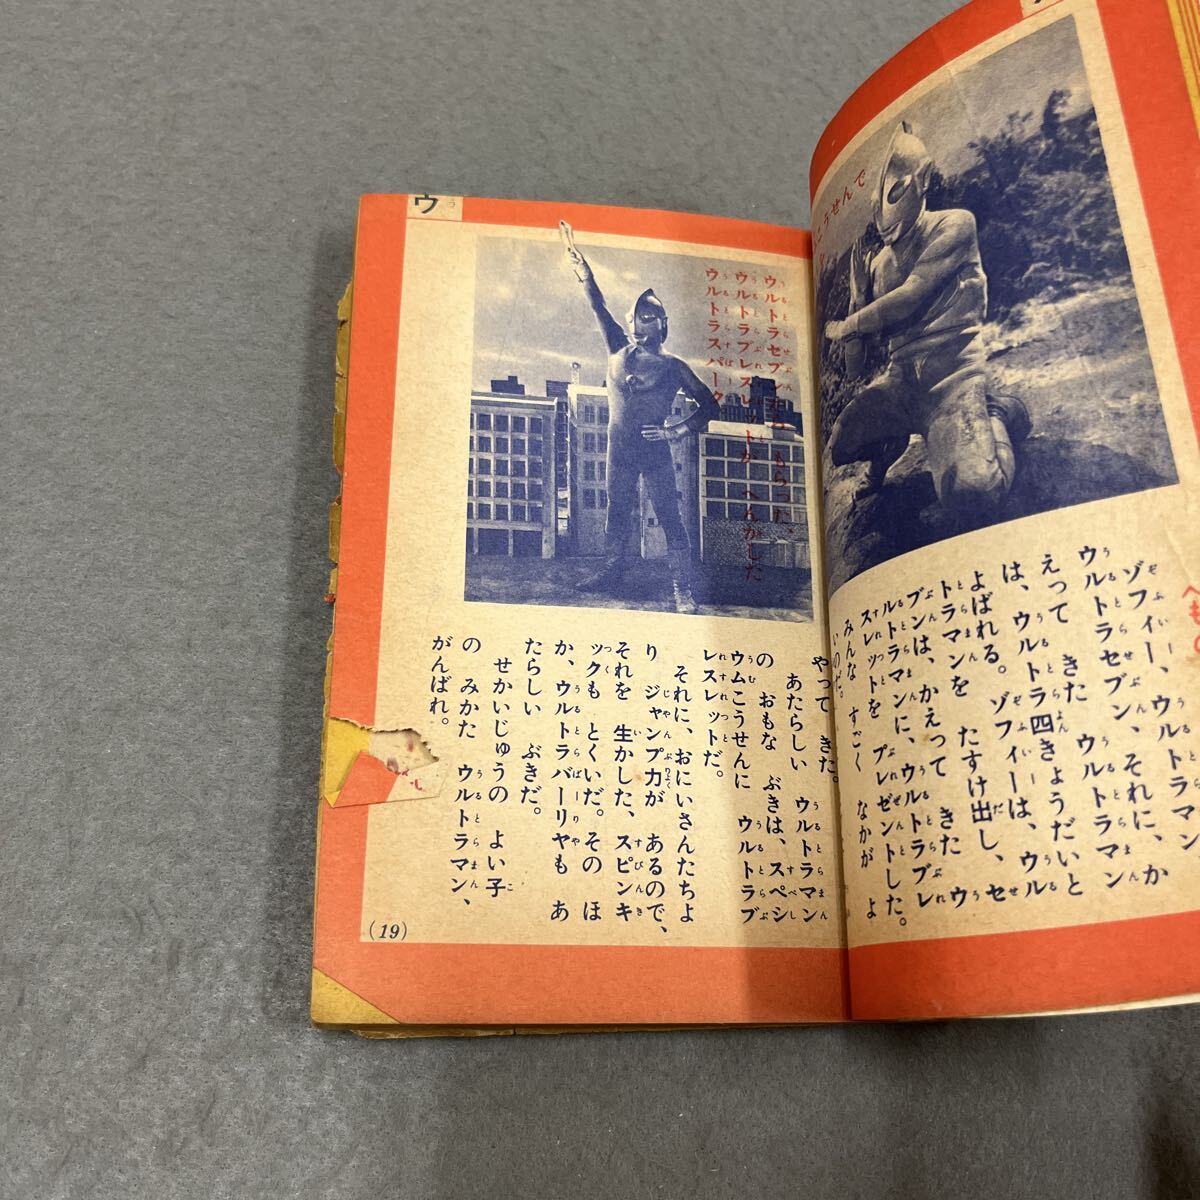 こうせんで
ゾフィー、ウルト
ウルトラセブン、それに、か
えって きた ウルトラマン
は、ウルトラ四きょうだいと
よばれる。ゾフィーは、ウル
トラマンを たすけ出し、セ
ブンは、かえって きた ウ
ルトラマンに、ウルトラブレ
スレットを プレゼントした。
みんな すごく なかが よ
いのだ。
ウ
ウルトラセブン もらった、
ウルトラブレスレットが へんかした
ウルトラスパーク
やって きた。
あたらしい ウルトラマン
の おもな ぶきは、スペシ
ウムこうせんに ウルトラブ
レスレットだ。
それに、おにいさんたちよ
り ジャンプ力が あるので、
それを 生かした、スピンキ
ックも とくいだ。その ほ
か、ウルトラバーリヤも あ
たらしい ぶきだ。
せかいじゅうの よい子
の みかた ウルトラマン、
がんばれ。
(19)